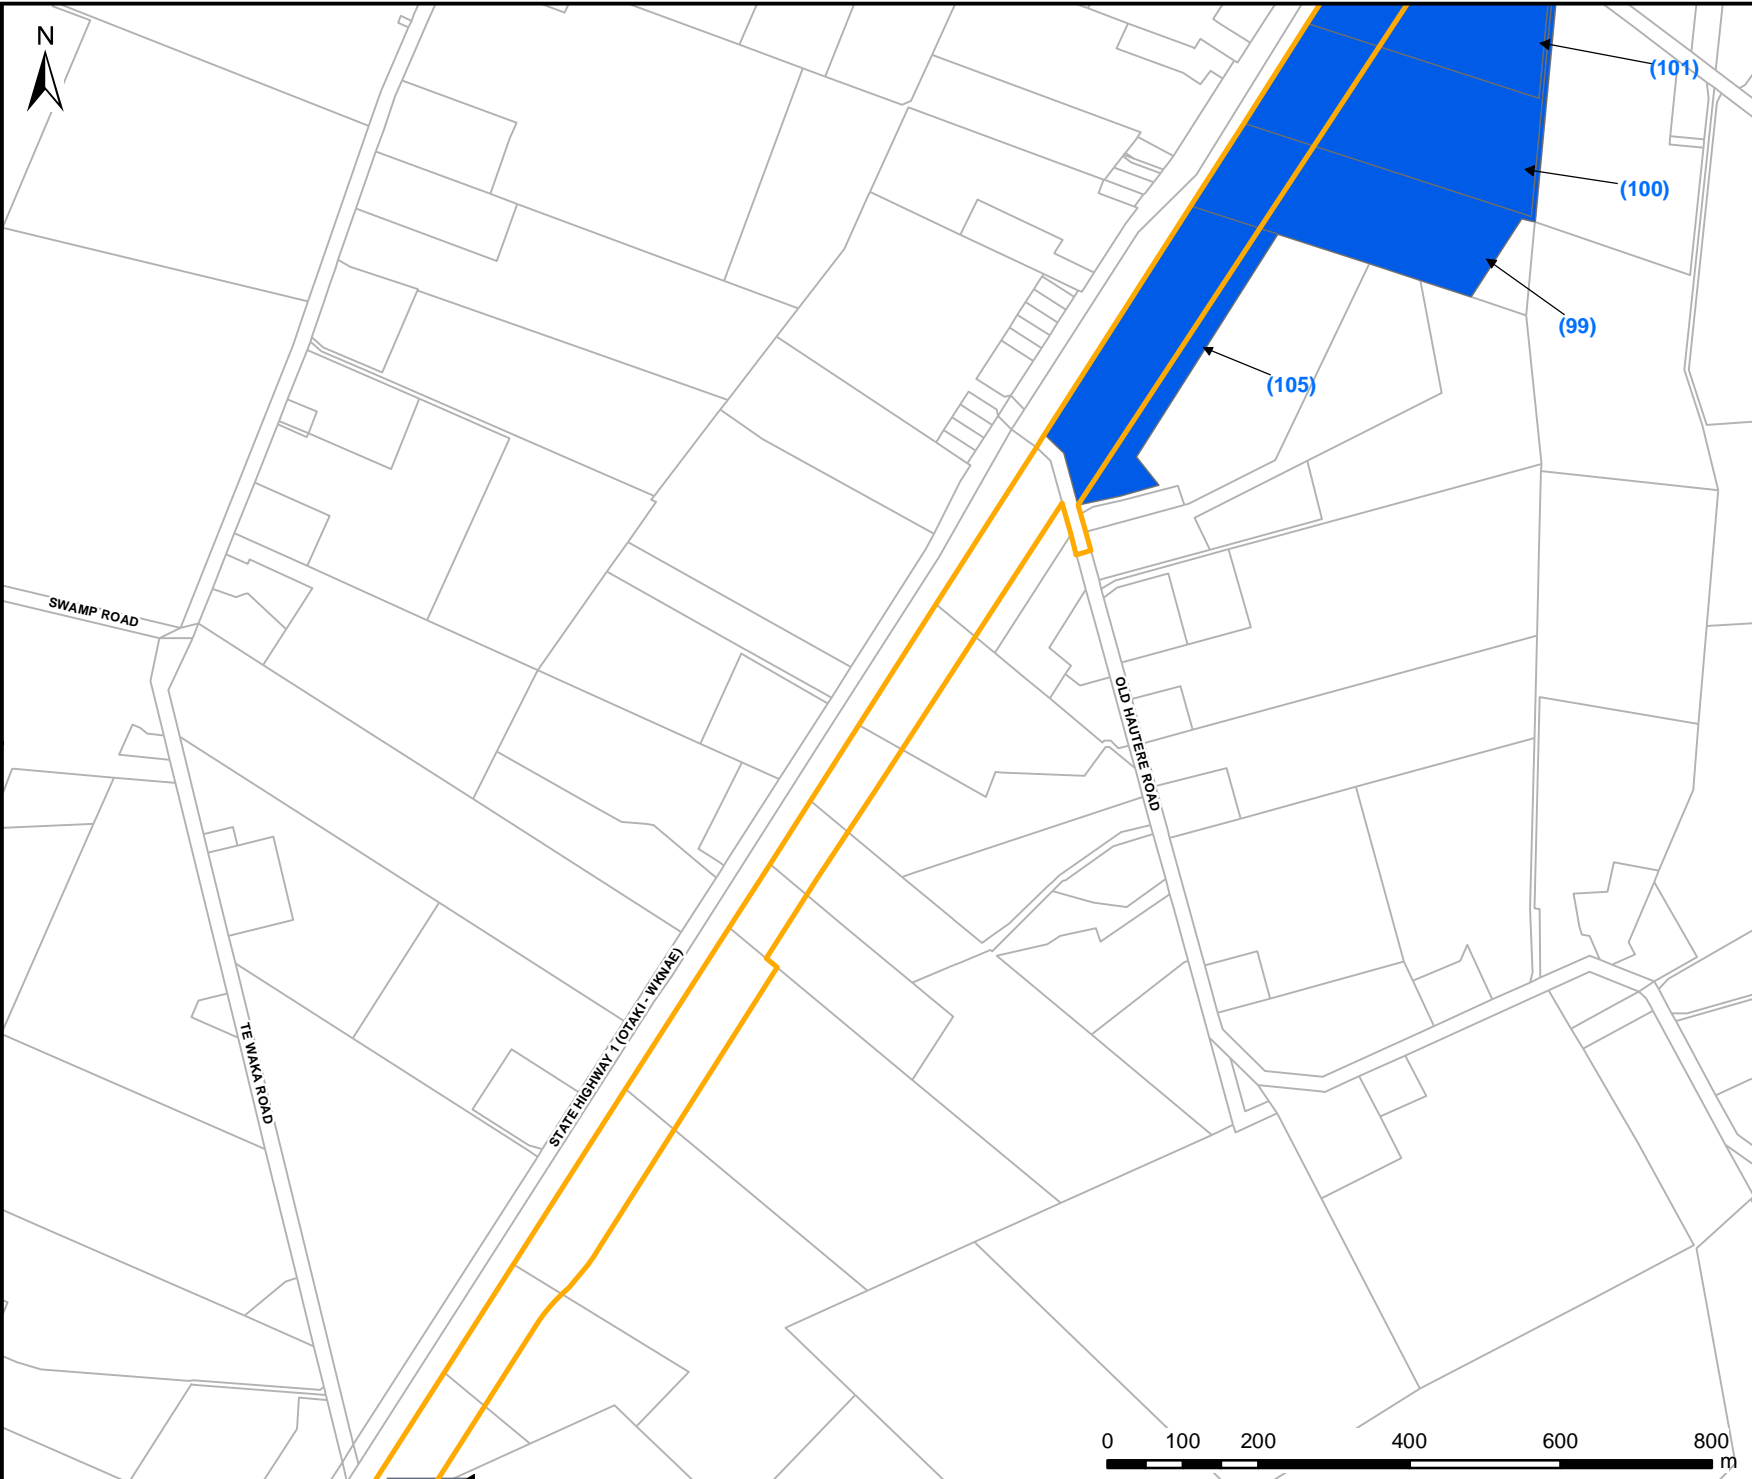 N
(101)
(100)
(99)
(105)
SWAMP ROAD
OLD HAUTERE ROAD
STATE HIGHWAY 1 (OTAKI - WKNAE)
TE WAKA ROAD
0 100 200 400 600 800
m